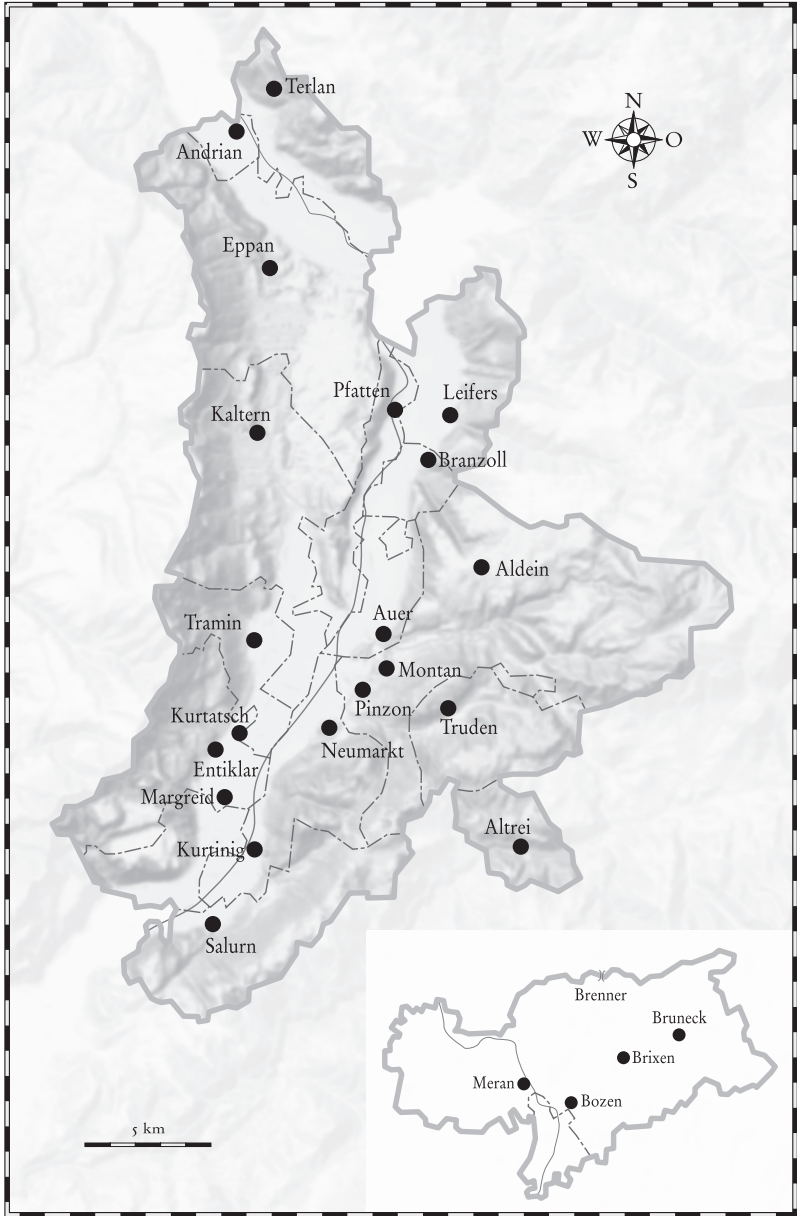 Terlan
N
W
O
S
Andrian
Eppan
Pfatten
Leifers
Kaltern
Branzoll
Aldein
Auer
Tramin
Montan
Pinzon
Kurtatsch
Truden
Neumarkt
Entiklar
Margreid
Altrei
Kurtinig
Salurn
Brenner
Bruneck
Brixen
Meran
Bozen
5 km